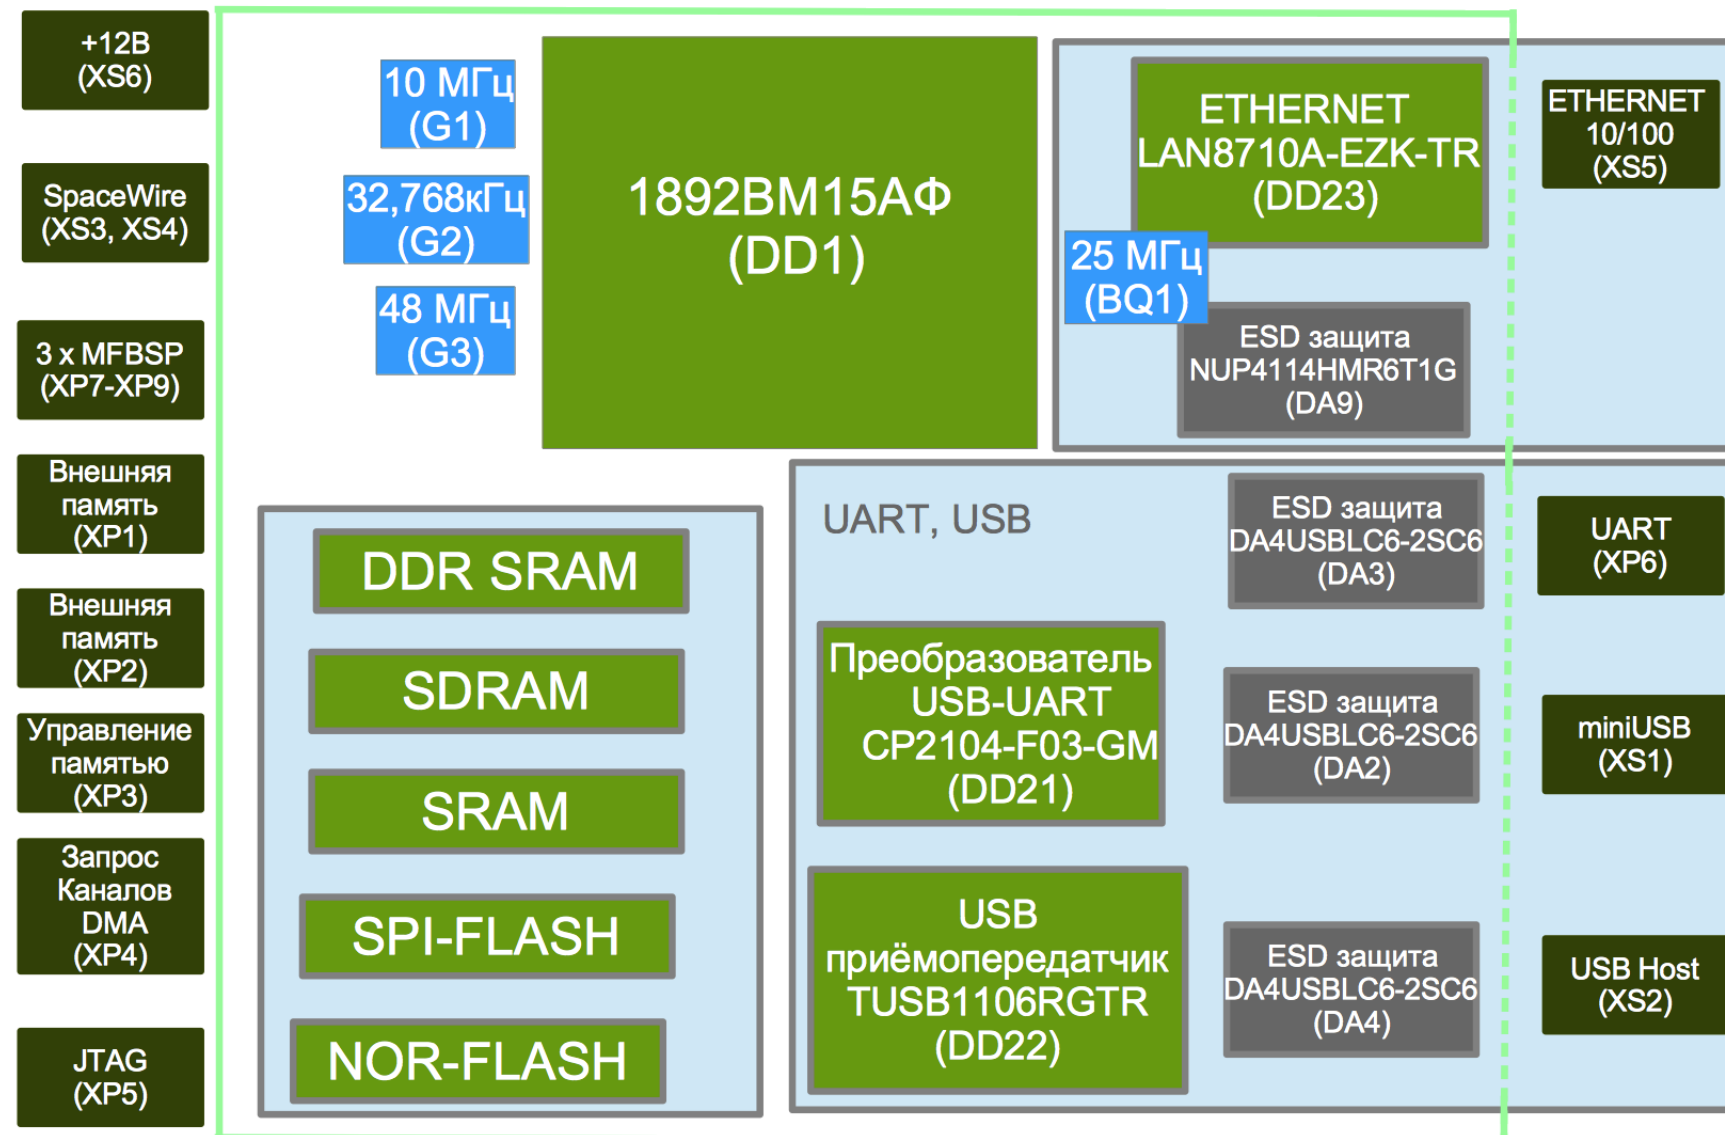 +12В
(XS6)
SpaceWire
(XS3, XS4)
3 x MFBSP
(XP7-XP9)
Внешняя
память
(XP1)
Внешняя
память
(XP2)
Управление
памятью
(XP3)
Запрос
Каналов
DMA
(XP4)
JTAG
(XP5)
10 МГц
(G1)
32,768кГц
(G2)
48 МГц
(G3)
1892ВМ15АФ
(DD1)
ETHERNET
LAN8710A-EZK-TR
(DD23)
25 МГц
(BQ1)
ESD защита
NUP4114HMR6T1G
(DA9)
ETHERNET
10/100
(XS5)
DDR SRAM
SDRAM
SRAM
SPI-FLASH
NOR-FLASH
UART, USB
ESD защита
DA4USBLC6-2SC6
(DA3)
Преобразователь
USB-UART
CP2104-F03-GM
(DD21)
ESD защита
DA4USBLC6-2SC6
(DA2)
USB
приёмопередатчик
TUSB1106RGTR
(DD22)
ESD защита
DA4USBLC6-2SC6
(DA4)
UART
(XP6)
miniUSB
(XS1)
USB Host
(XS2)